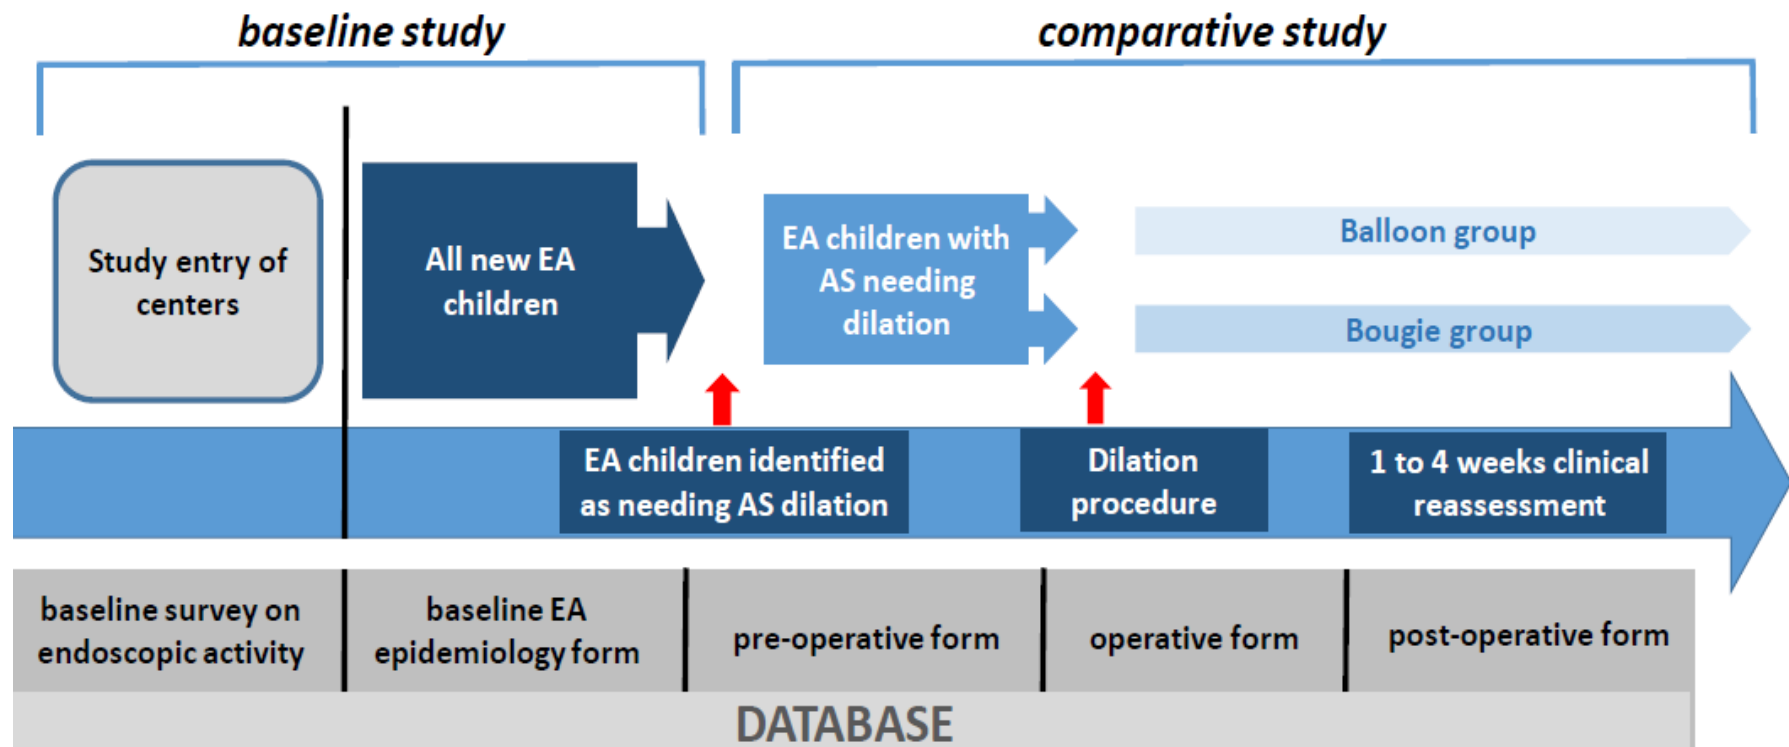 baseline study
comparative study
Study entry of
centers
All new EA
children
EA children with
AS needing
dilation
Balloon group
Bougie group
EA children identified
as needing AS dilation
Dilation
procedure
1 to 4 weeks clinical
reassessment
baseline survey on
endoscopic activity
baseline EA
epidemiology form
pre-operative form
operative form
post-operative form
DATABASE